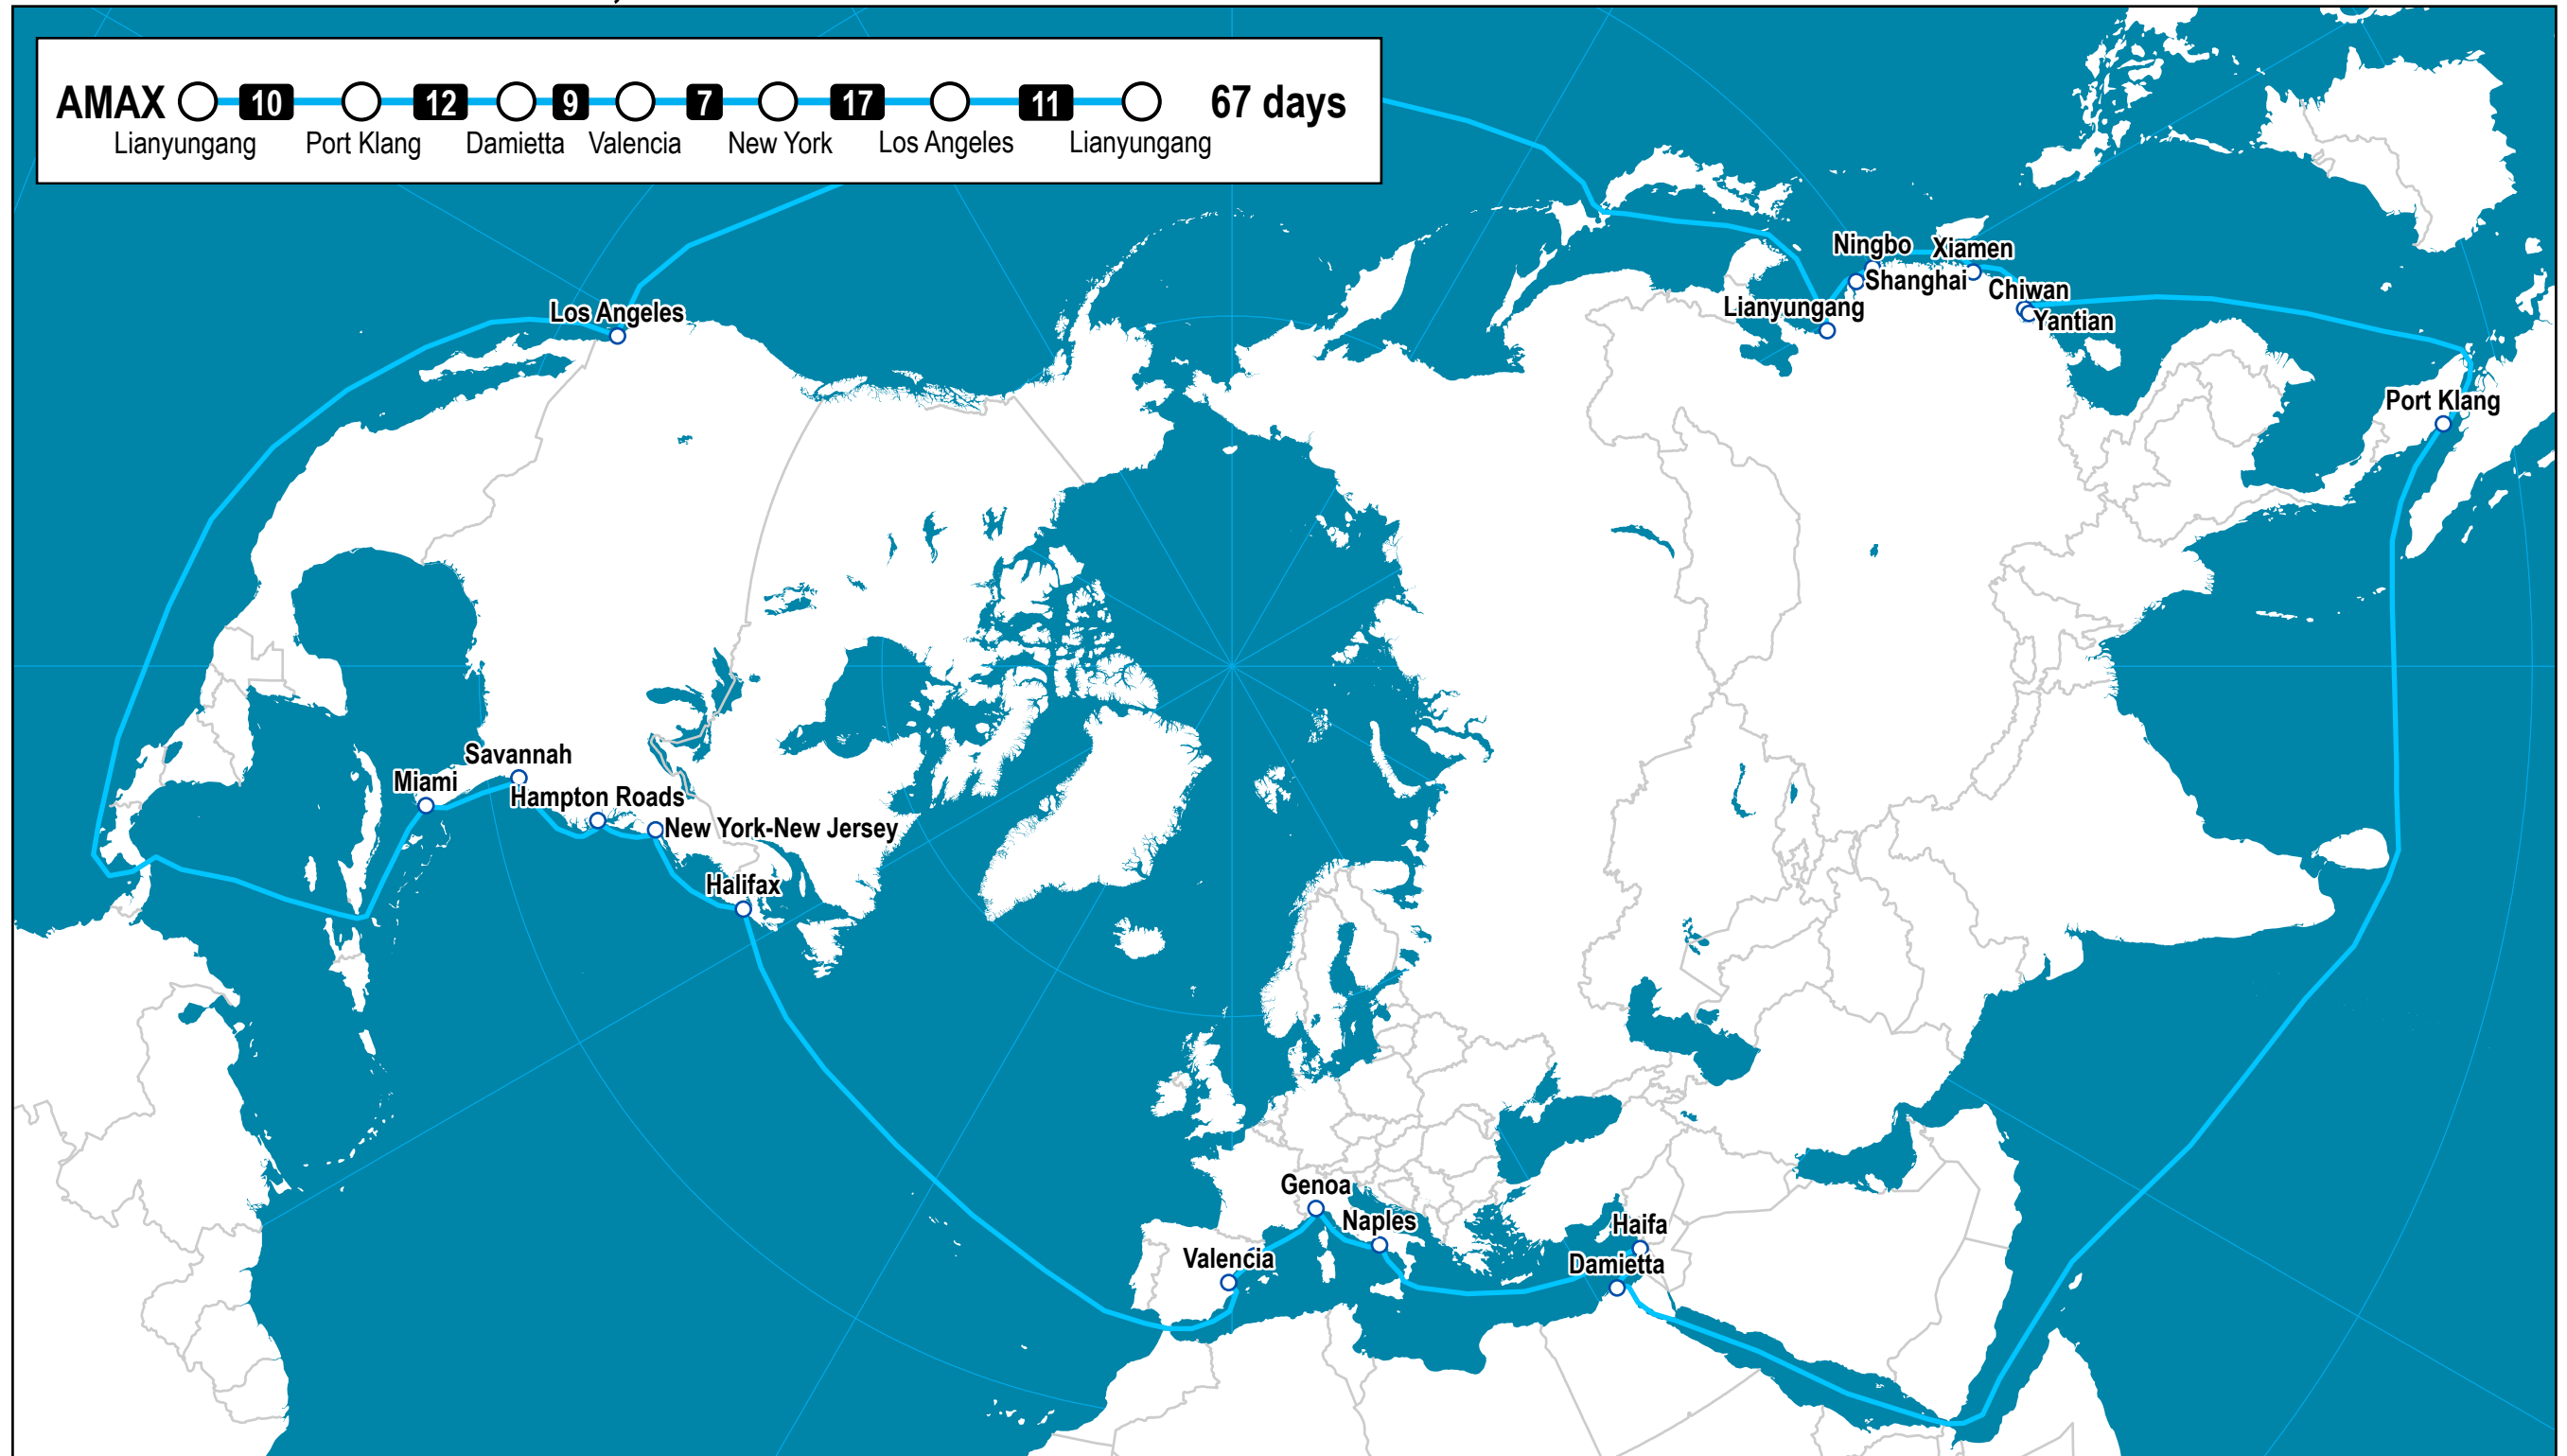 AMAX 10 12 9 7 17 11 67 days
Lianyungang Port Klang Damietta Valencia New York Los Angeles Lianyungang
Ningbo Xiamen
Shanghai
Chiwan
Lianyungang
Los Angeles
Yantian
Port Klang
Savannah
Miami
Hampton Roads
New York-New Jersey
Halifax
Genoa
Naples
Haifa
Valencia
Damietta